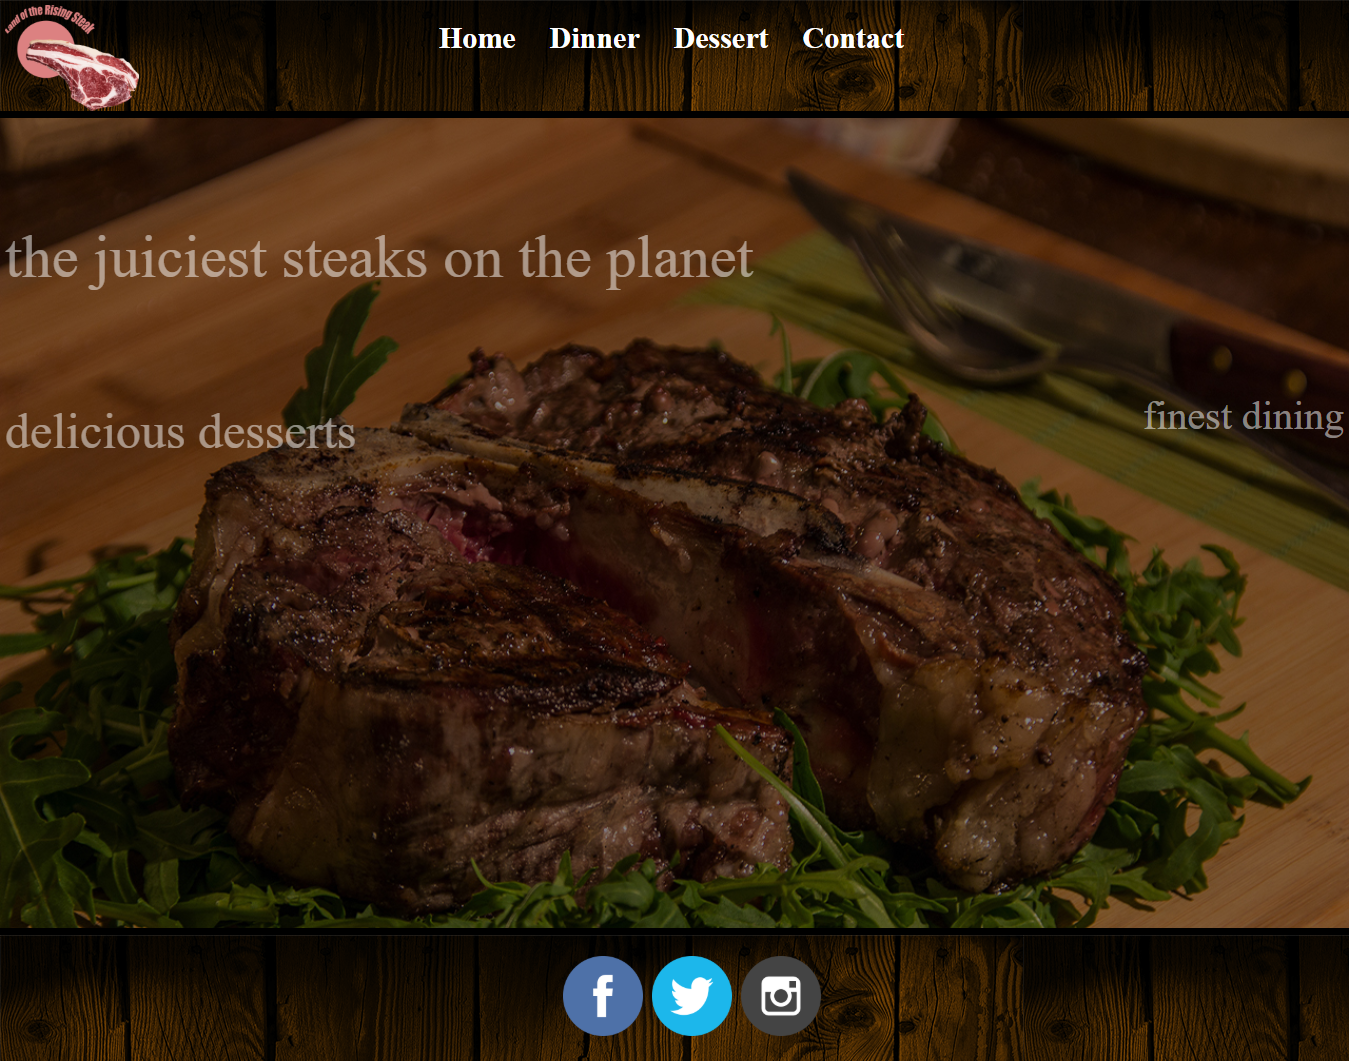 Land of the Rising Steak
Home Dinner Dessert Contact
the juiciest steaks on the planet
delicious desserts
finest dining